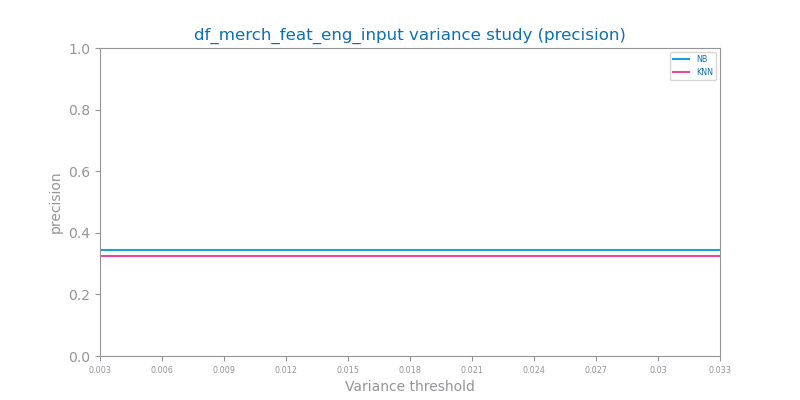 df_merch_feat_eng_input variance study (precision)
NB
KNN
precision
1.0
0.8
0.6
0.4
0.2
0.0
0.003 0.006 0.009 0.012 0.015 0.018 0.021 0.024 0.027 0.03 0.033
Variance threshold